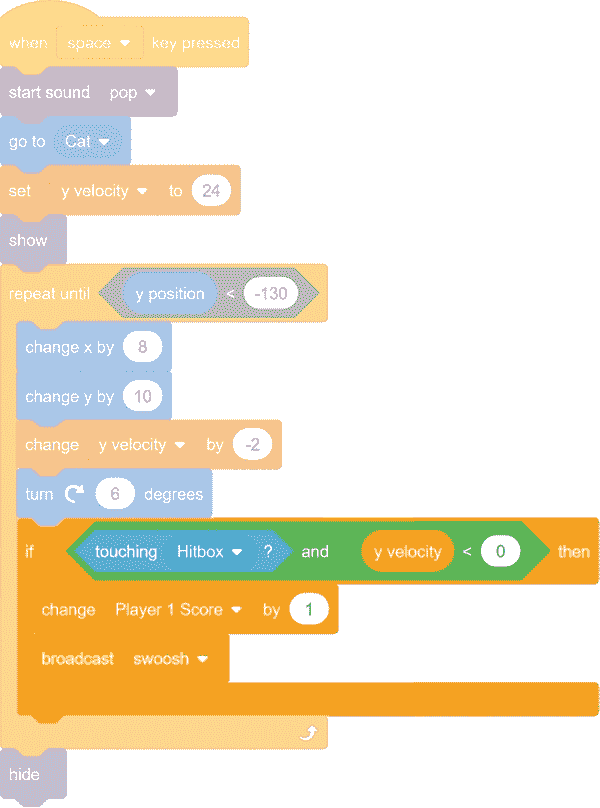 when space key pressed
start sound pop
go to Cat
set y velocity to 24
show
repeat until y position < -130
change x by 8
change y by 10
change y velocity by -2
turn 6 degrees
if touching Hitbox ? and y velocity < 0 then
change Player 1 Score by 1
broadcast swoosh
hide